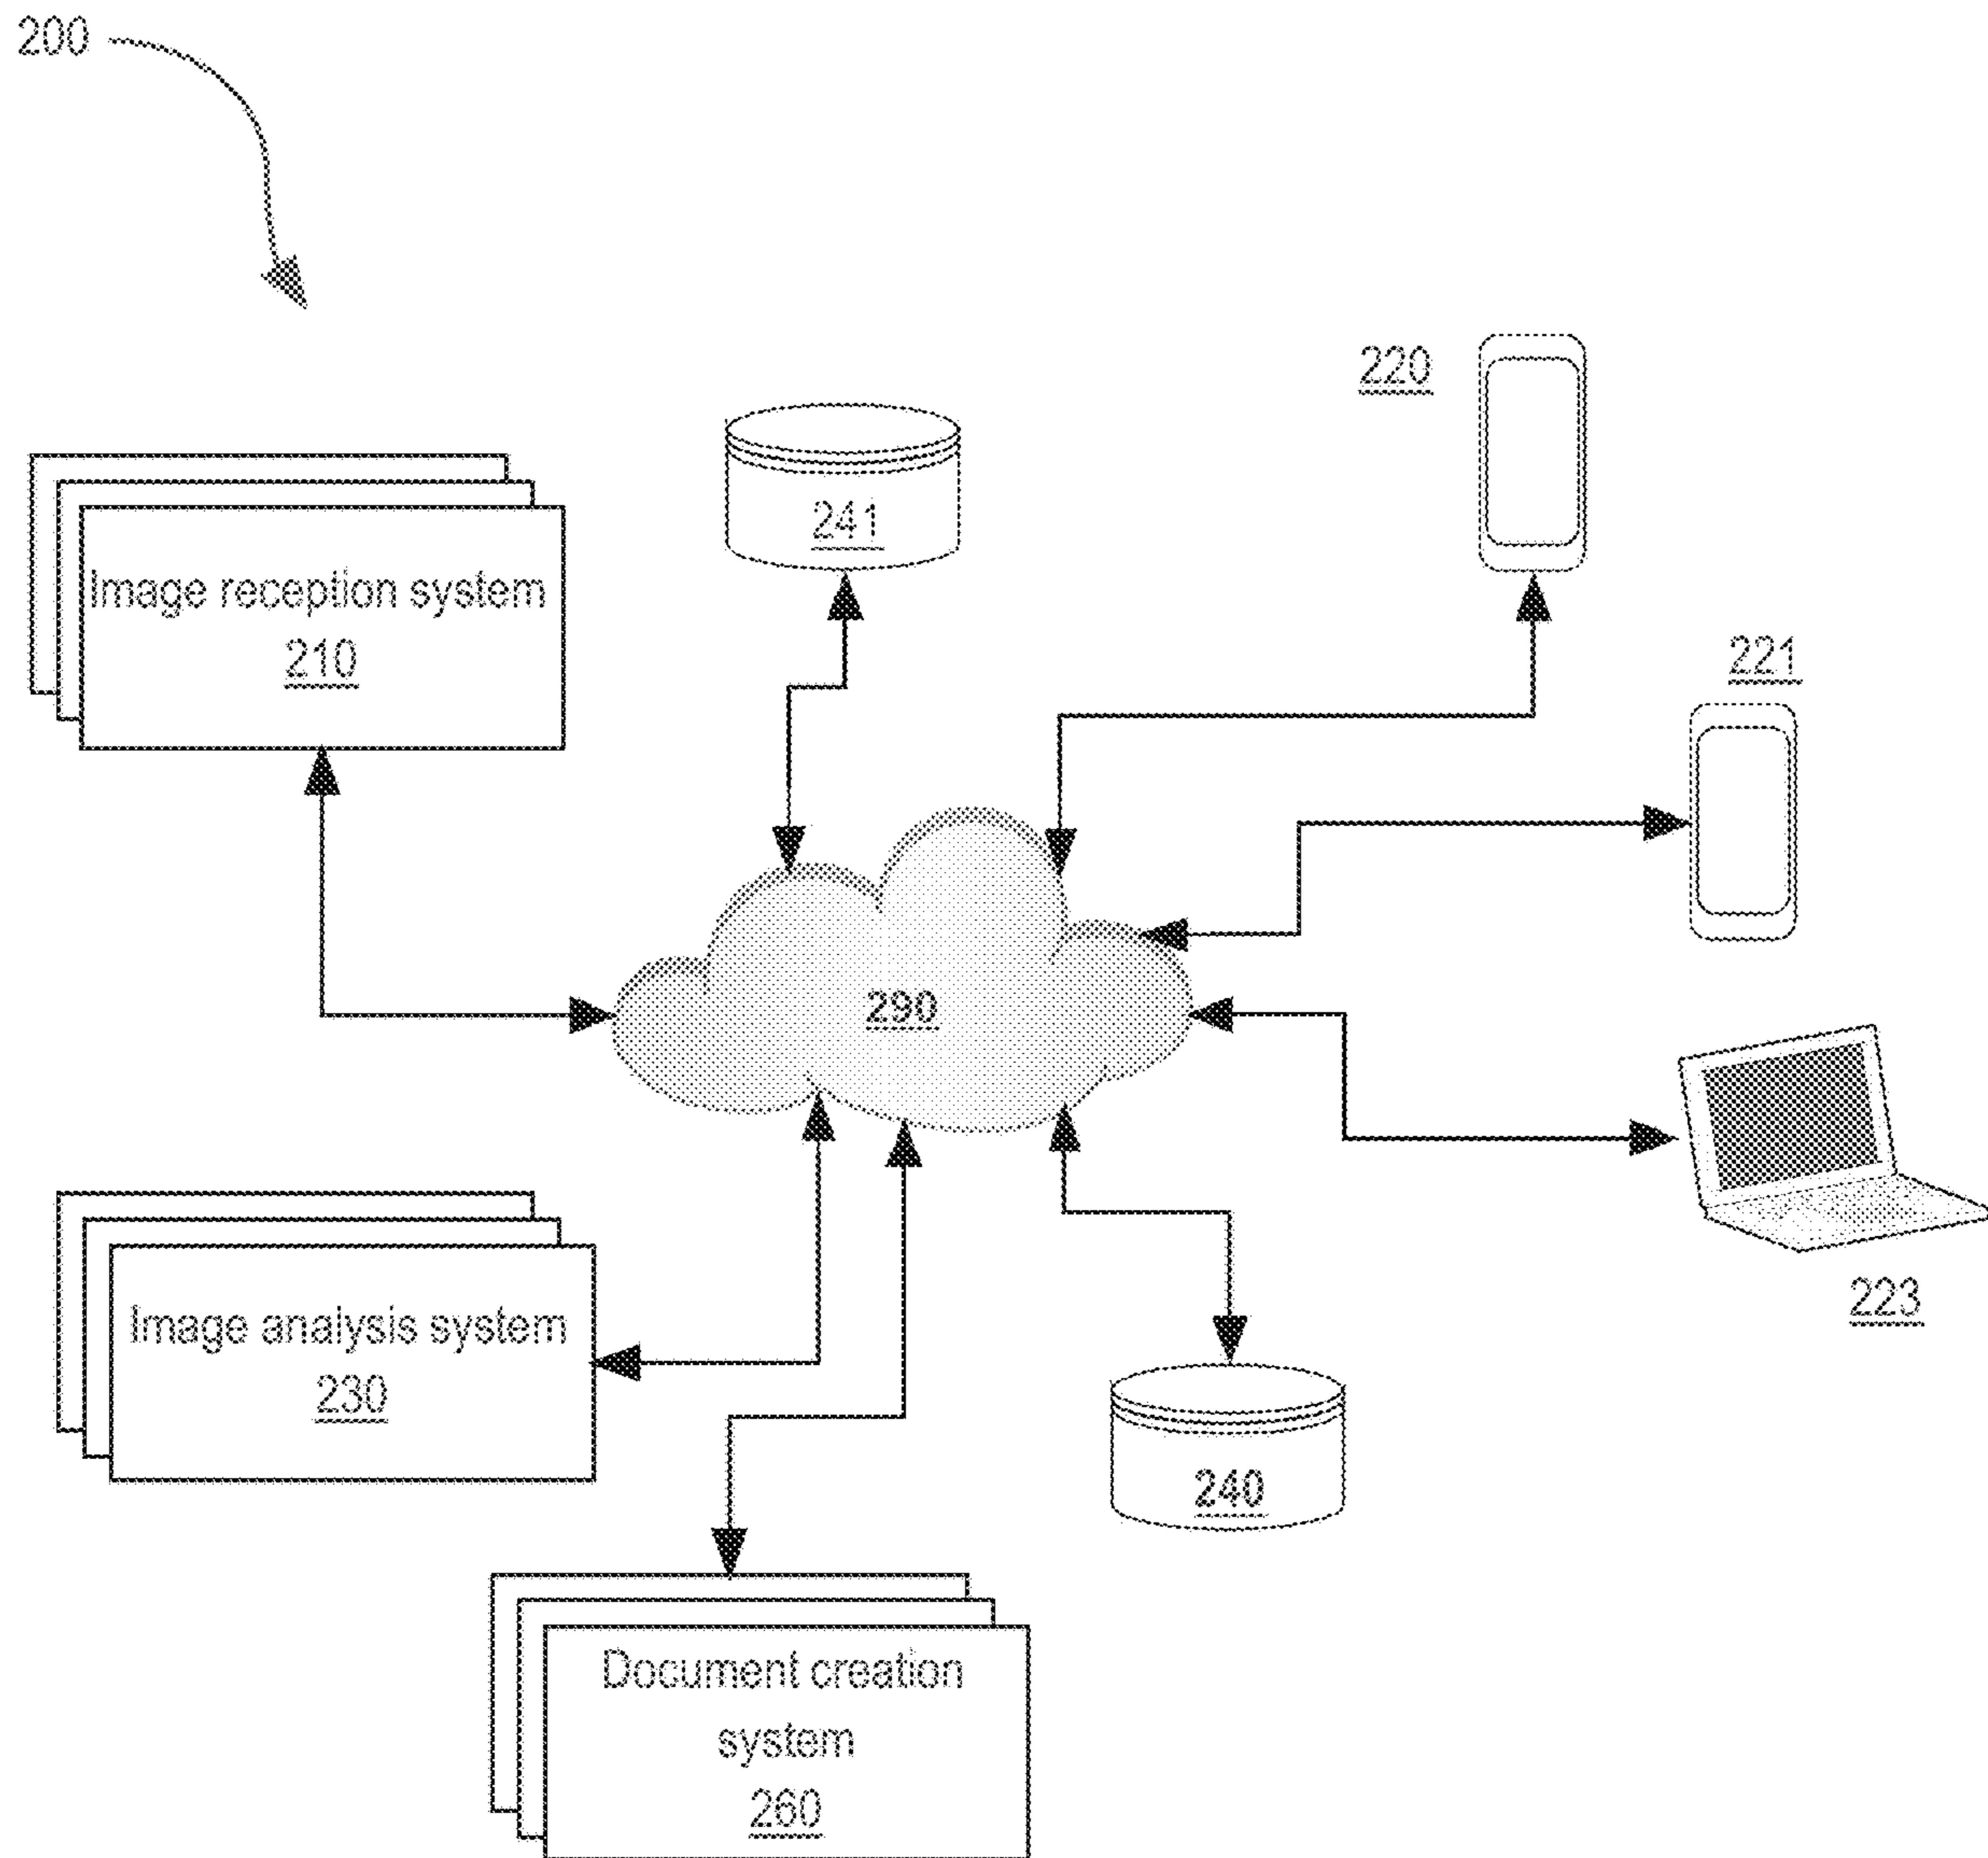 200
220
241
Image reception system
210
221
290
Image analysis system
230
223
240
Document creation
system
260